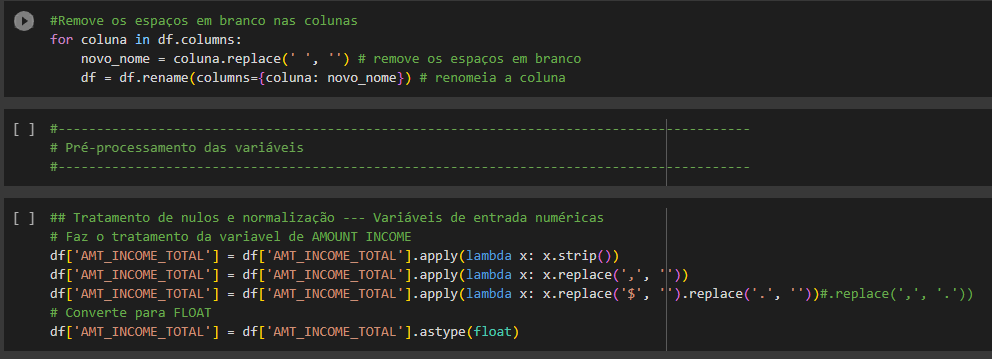 #Remove os espaços em branco nas colunas
for coluna in df.columns:
    novo_nome = coluna.replace(' ', '') # remove os espaços em branco
    df = df.rename(columns={coluna: novo_nome}) # renomeia a coluna
[ ] #------------------------------------------------------------------------------------------
# Pré-processamento das variáveis
#------------------------------------------------------------------------------------------
[ ] ## Tratamento de nulos e normalização --- Variáveis de entrada numéricas
# Faz o tratamento da variavel de AMOUNT INCOME
df['AMT_INCOME_TOTAL'] = df['AMT_INCOME_TOTAL'].apply(lambda x: x.strip())
df['AMT_INCOME_TOTAL'] = df['AMT_INCOME_TOTAL'].apply(lambda x: x.replace(',', ''))
df['AMT_INCOME_TOTAL'] = df['AMT_INCOME_TOTAL'].apply(lambda x: x.replace('$', '').replace('.', ''))#.replace(',', '.'))
# Converte para FLOAT
df['AMT_INCOME_TOTAL'] = df['AMT_INCOME_TOTAL'].astype(float)